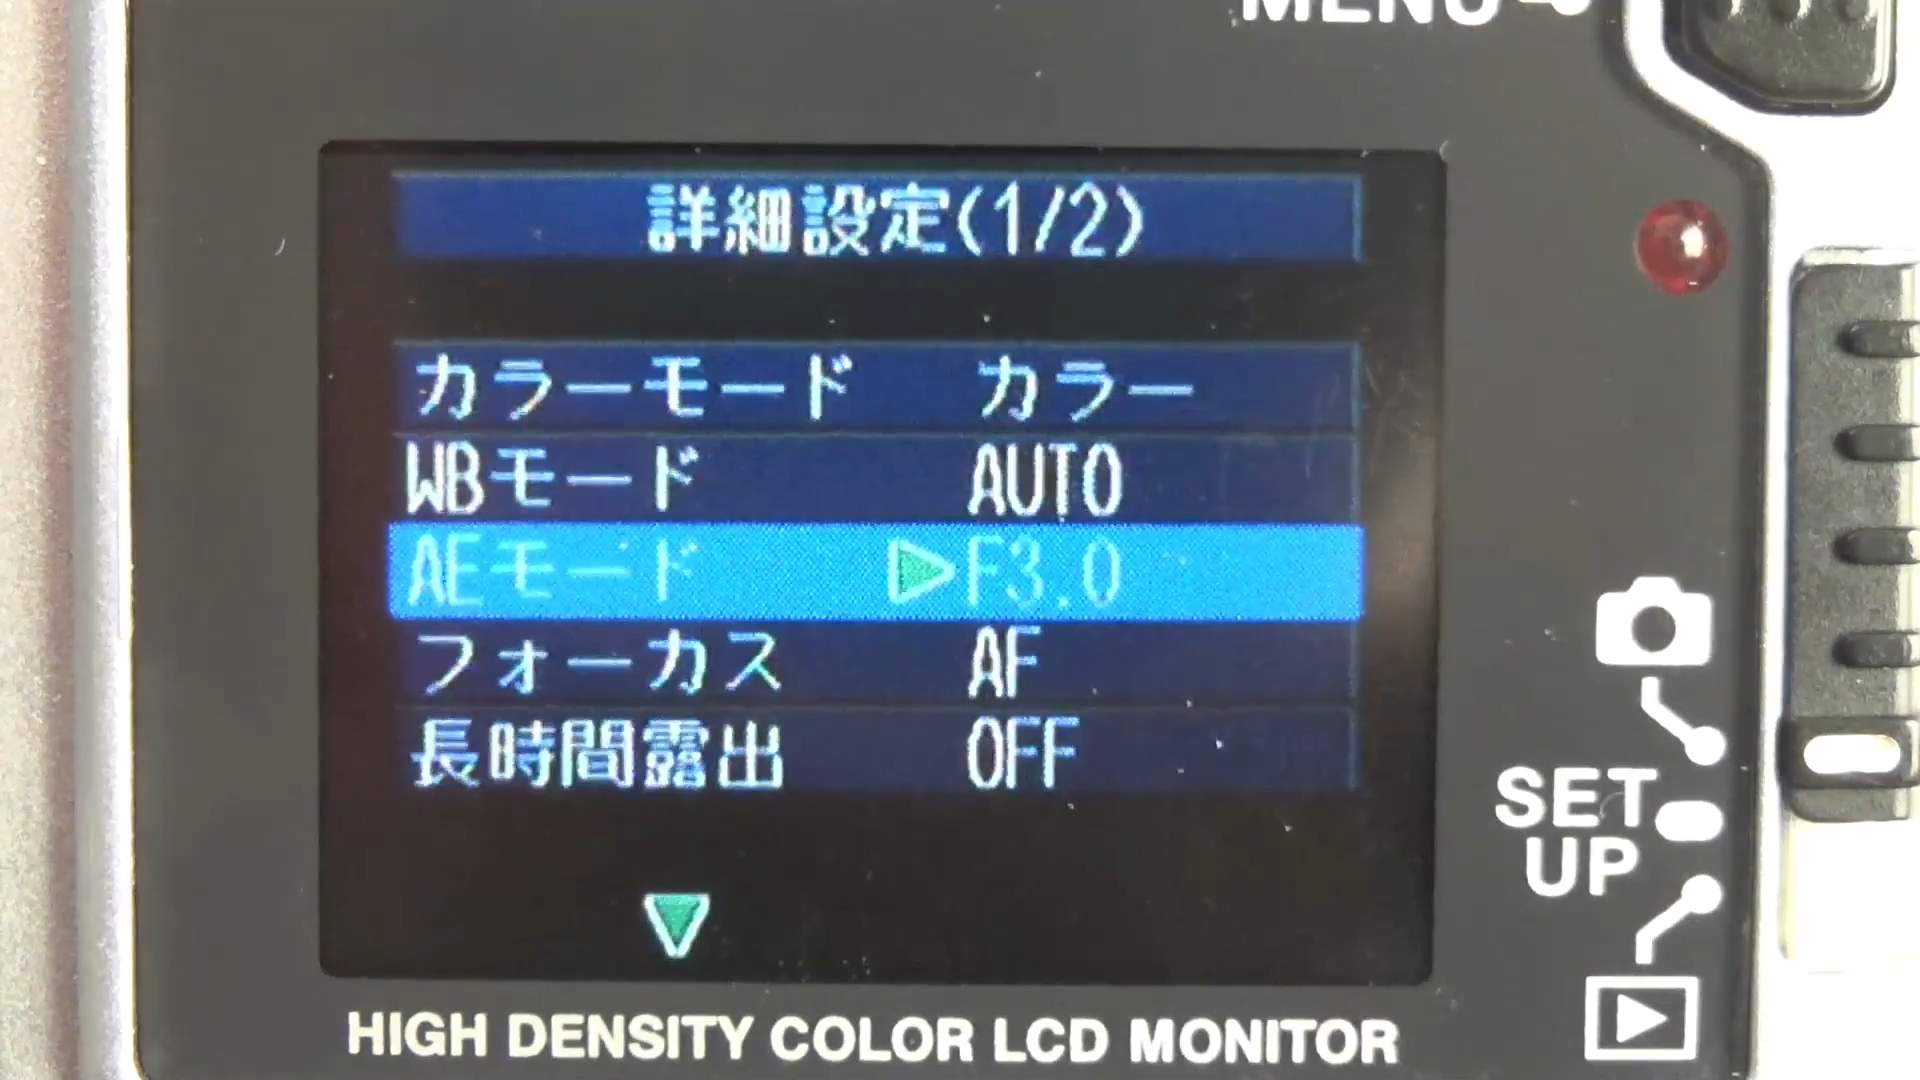 MENU
詳細設定(1/2)
カラーモード カラー
WBモード AUTO
AEモード F3.0
フォーカス AF
長時間露出 OFF
SET
UP
HIGH DENSITY COLOR LCD MONITOR